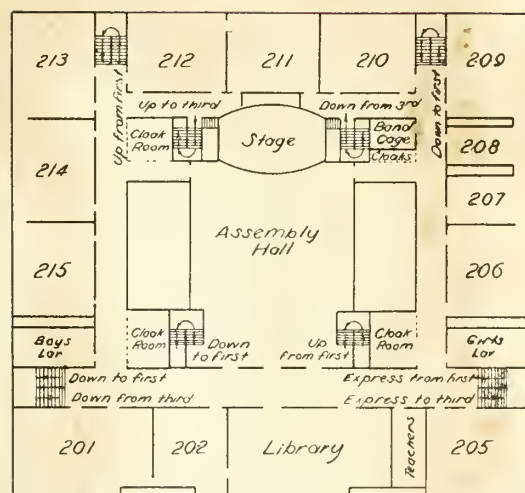 213
212
211
210
209
Up from first
Down to first
Up to third
Down from 3rd
Cloak
Room
Stage
Band
Cage
Cloaks
208
214
207
Assembly
Hall
215
206
Boys
Lav
Cloak
Room
Down
to first
Up
from first
Cloak
Room
Girls
Lav
Down to first
Down from third
Express from first
Express to third
201
202
Library
Teachers
205